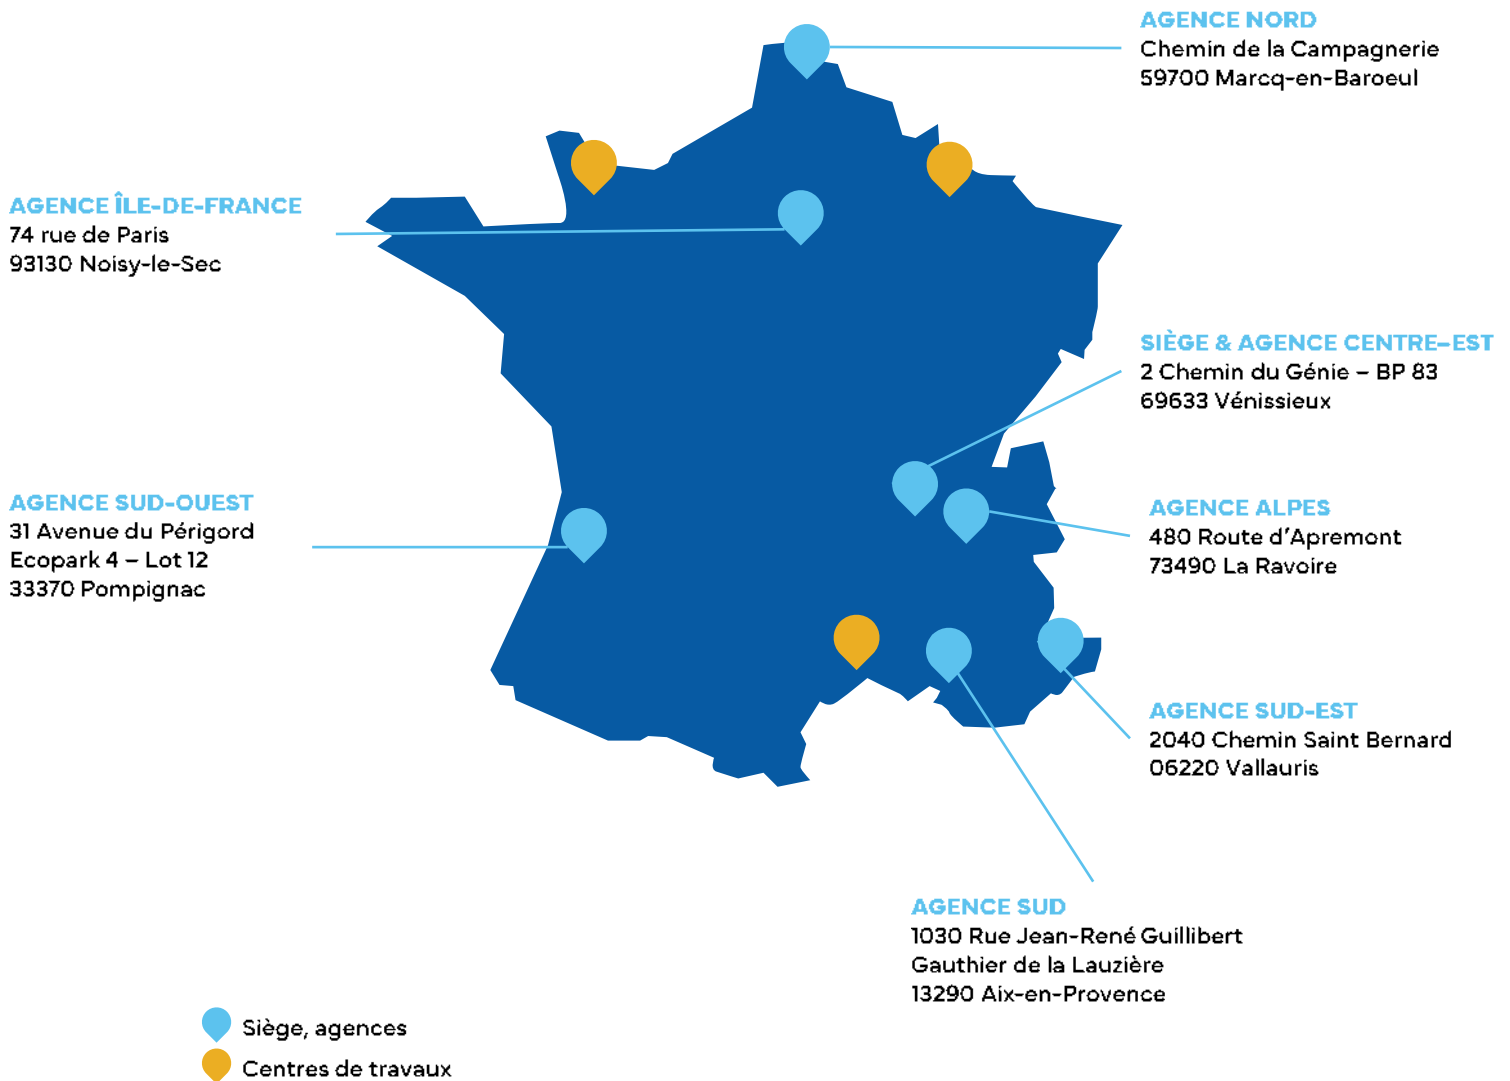 AGENCE NORD
Chemin de la Campagnerie
59700 Marcq-en-Baroeul
AGENCE ÎLE-DE-FRANCE
74 rue de Paris
93130 Noisy-le-Sec
SIÈGE & AGENCE CENTRE–EST
2 Chemin du Génie – BP 83
69633 Vénissieux
AGENCE SUD-OUEST
31 Avenue du Périgord
Ecopark 4 – Lot 12
33370 Pompignac
AGENCE ALPES
480 Route d’Apremont
73490 La Ravoire
AGENCE SUD-EST
2040 Chemin Saint Bernard
06220 Vallauris
AGENCE SUD
1030 Rue Jean-René Guillibert
Gauthier de la Lauzière
13290 Aix-en-Provence
Siège, agences
Centres de travaux